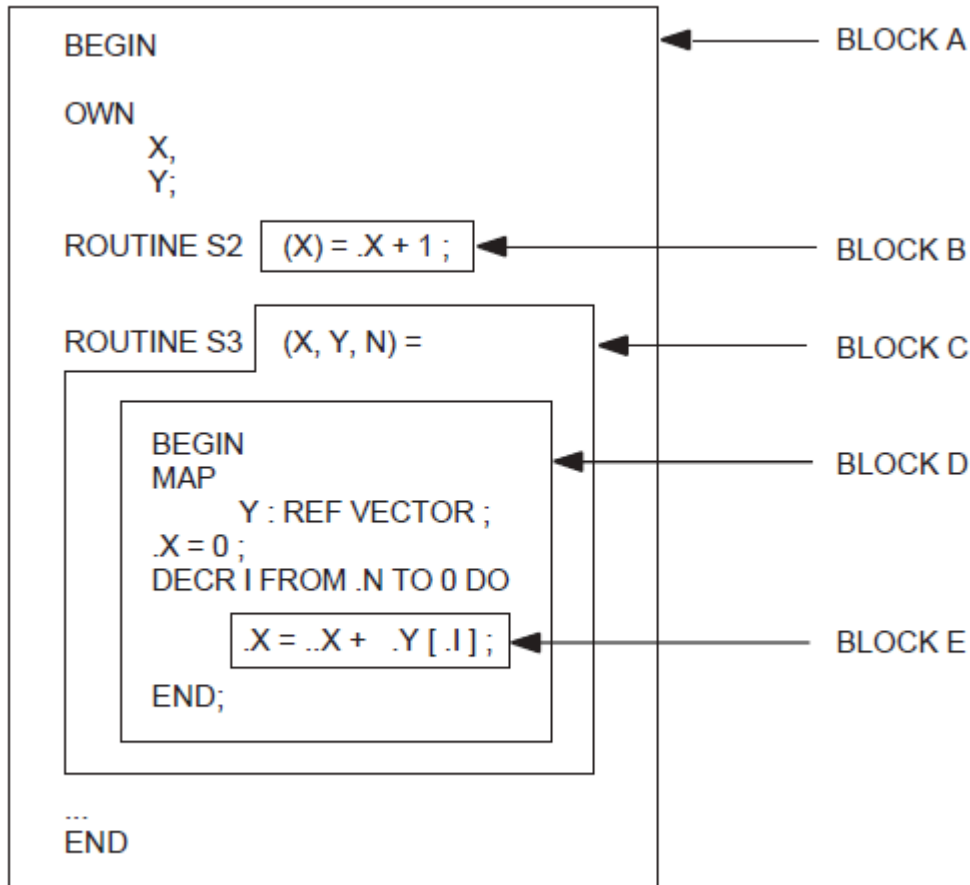 BEGIN BLOCK A
OWN
X,
Y;
ROUTINE S2 (X) = .X + 1 ; BLOCK B
ROUTINE S3 (X, Y, N) = BLOCK C
BEGIN
MAP BLOCK D
Y : REF VECTOR ;
.X = 0 ;
DECR I FROM .N TO 0 DO
.X = ..X + .Y [ .I ] ; BLOCK E
END;
...
END